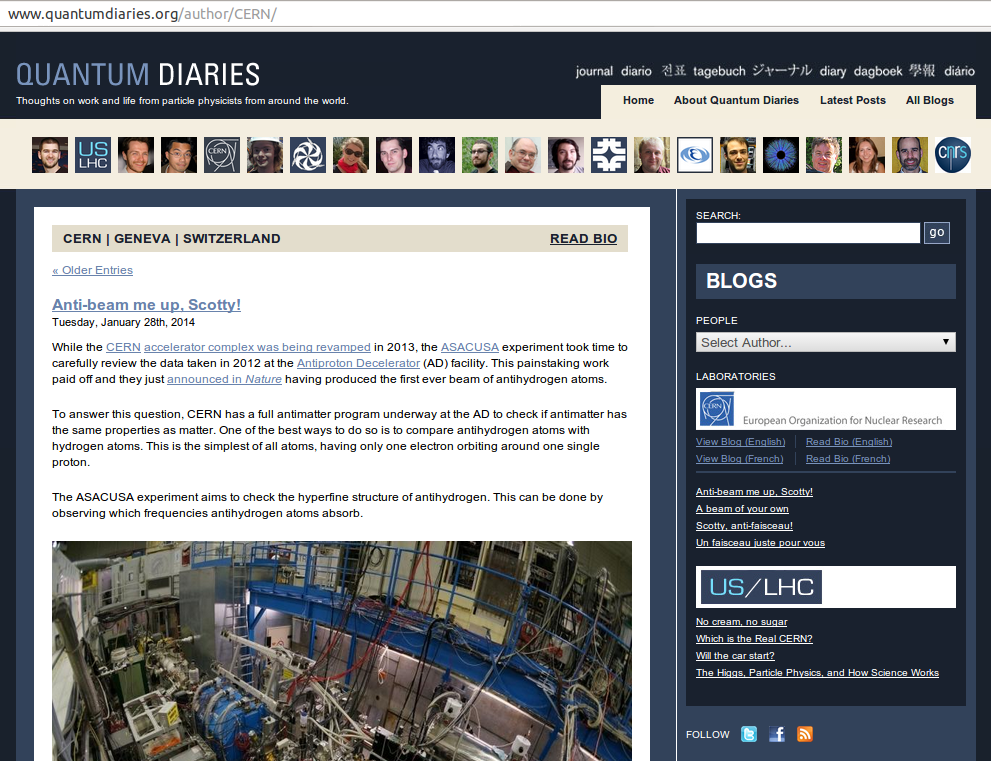 www.quantumdiaries.org/author/CERN/
QUANTUM DIARIES
Thoughts on work and life from particle physicists from around the world.
journal diario 전표 tagebuch ジャーナル diary dagboek 學報 diário
Home About Quantum Diaries Latest Posts All Blogs
US LHC
CERN
cnrs
CERN | GENEVA | SWITZERLAND READ BIO
« Older Entries
Anti-beam me up, Scotty!
Tuesday, January 28th, 2014
While the CERN accelerator complex was being revamped in 2013, the ASACUSA experiment took time to
carefully review the data taken in 2012 at the Antiproton Decelerator (AD) facility. This painstaking work
paid off and they just announced in Nature having produced the first ever beam of antihydrogen atoms.
To answer this question, CERN has a full antimatter program underway at the AD to check if antimatter has
the same properties as matter. One of the best ways to do so is to compare antihydrogen atoms with
hydrogen atoms. This is the simplest of all atoms, having only one electron orbiting around one single
proton.
The ASACUSA experiment aims to check the hyperfine structure of antihydrogen. This can be done by
observing which frequencies antihydrogen atoms absorb.
SEARCH:
go
BLOGS
PEOPLE
Select Author...
LABORATORIES
CERN European Organization for Nuclear Research
View Blog (English) Read Bio (English)
View Blog (French) Read Bio (French)
Anti-beam me up, Scotty!
A beam of your own
Scotty, anti-faisceau!
Un faisceau juste pour vous
US/LHC
No cream, no sugar
Which is the Real CERN?
Will the car start?
The Higgs, Particle Physics, and How Science Works
FOLLOW